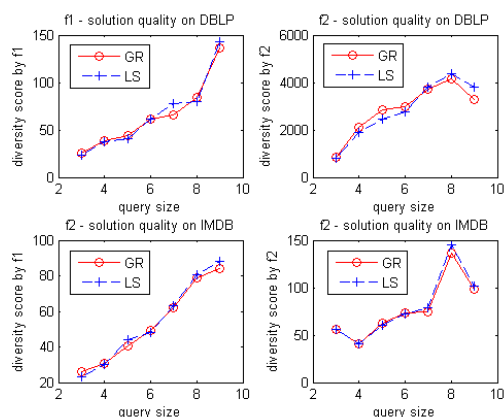 f1 - solution quality on DBLP
150
100
50
0
2 4 6 8 10
diversity score by f1
query size
GR
LS
f2 - solution quality on DBLP
6000
4000
2000
0
2 4 6 8 10
diversity score by f2
query size
GR
LS
f2 - solution quality on IMDB
100
80
60
40
20
2 4 6 8 10
diversity score by f1
query size
GR
LS
f2 - solution quality on IMDB
150
100
50
0
2 4 6 8 10
diversity score by f2
query size
GR
LS